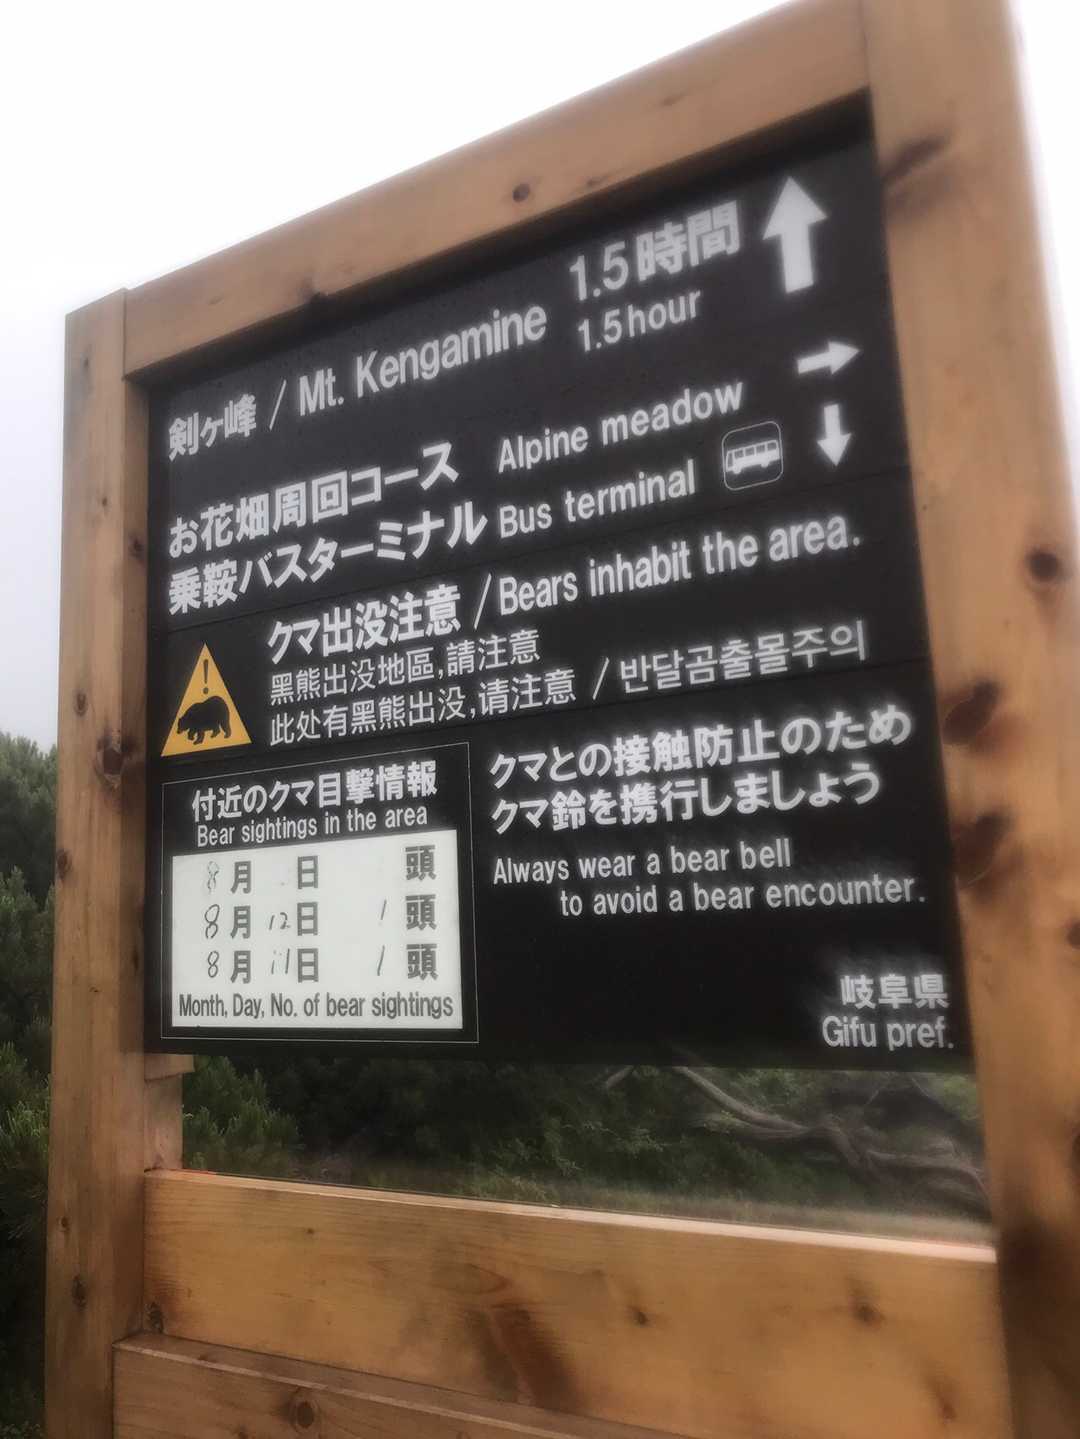 剣ヶ峰 / Mt. Kengamine 1.5時間
1.5hour
お花畑周回コース Alpine meadow
乗鞍バスターミナル Bus terminal
クマ出没注意 / Bears inhabit the area.
黑熊出没地區,請注意
此处有黑熊出没,请注意 / 반달곰출몰주의
付近のクマ目撃情報
Bear sightings in the area
8月 日 頭
8月 12日 1頭
8月 11日 1頭
Month, Day, No. of bear sightings
クマとの接触防止のため
クマ鈴を携行しましょう
Always wear a bear bell
to avoid a bear encounter.
岐阜県
Gifu pref.